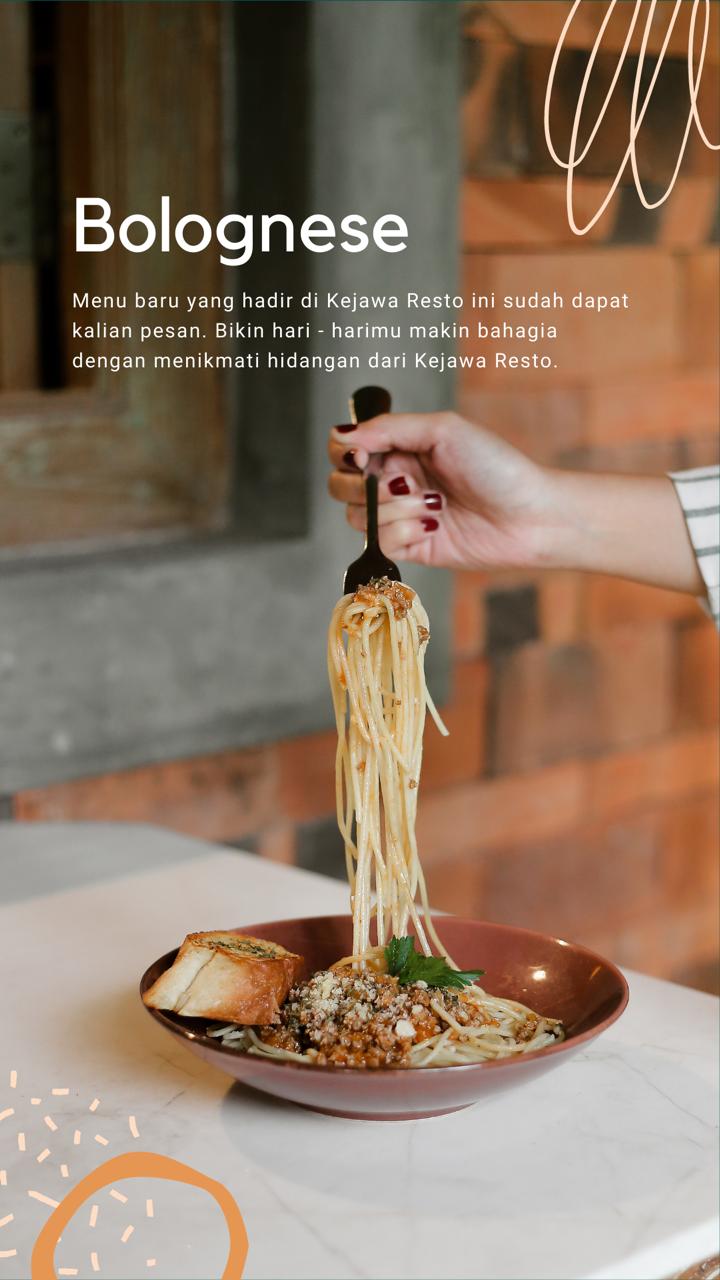 Bolognese
Menu baru yang hadir di Kejawa Resto ini sudah dapat
kalian pesan. Bikin hari - harimu makin bahagia
dengan menikmati hidangan dari Kejawa Resto.